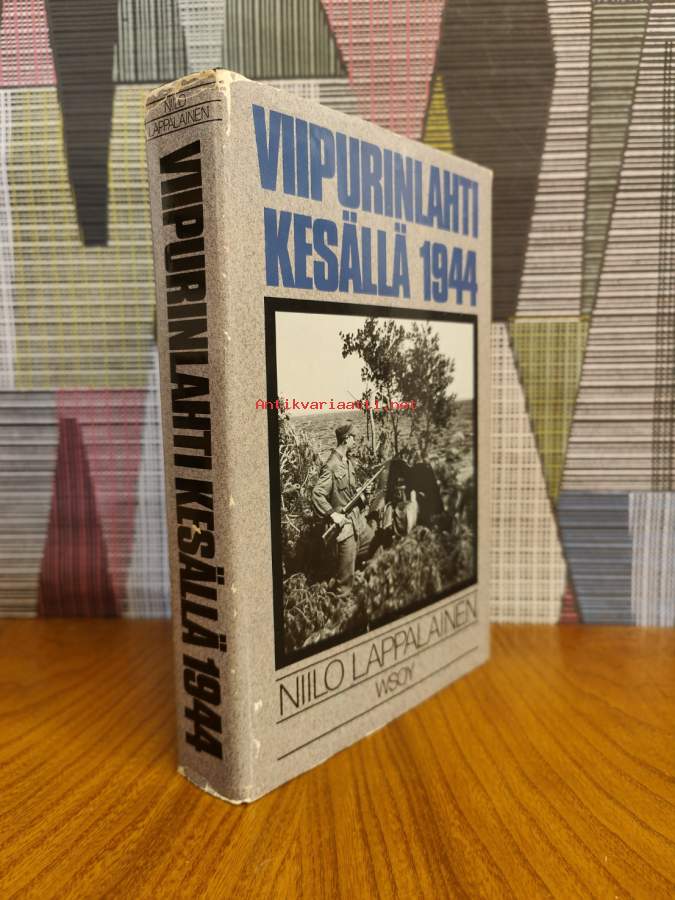 NIILO
LAPPALAINEN
VIIPURINLAHTI KESÄLLÄ 1944
VIIPURINLAHTI
KESÄLLÄ 1944
Antikvariaatti.net
NIILO LAPPALAINEN
WSOY